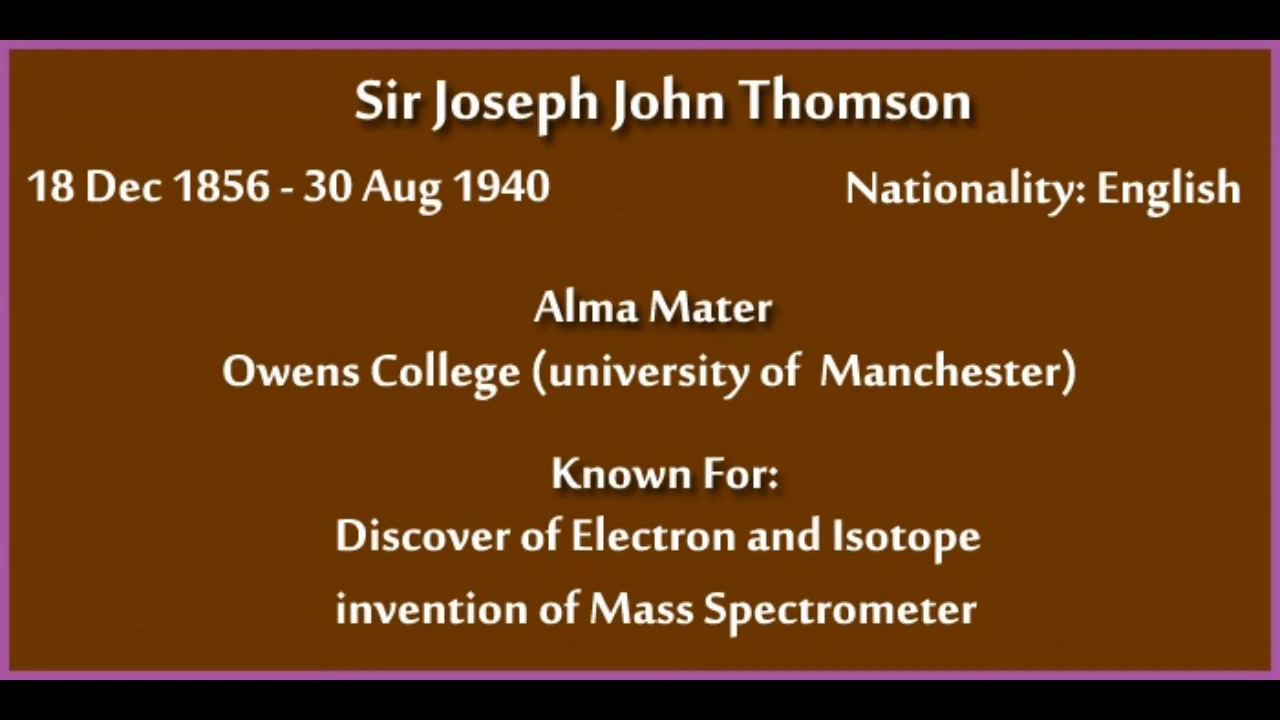 Sir Joseph John Thomson
18 Dec 1856 - 30 Aug 1940
Nationality: English
Alma Mater
Owens College (university of Manchester)
Known For:
Discover of Electron and Isotope
invention of Mass Spectrometer